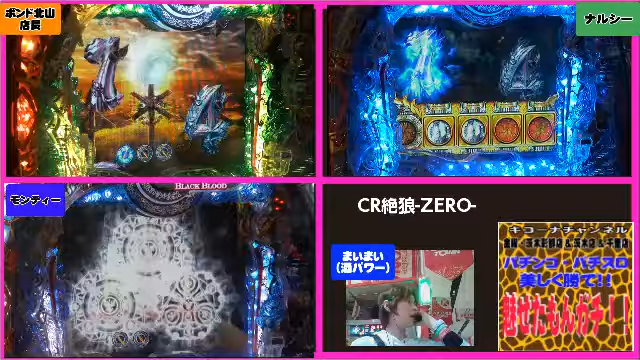 ボンド北山
店長
ナルシー
モンティー
BLACK BLOOD
CR絶狼-ZERO-
まいまい
(酒パワー)
キコーナチャンネル
パチンコ・パチスロ
美しく勝て!!
魅せたもんガチ!!